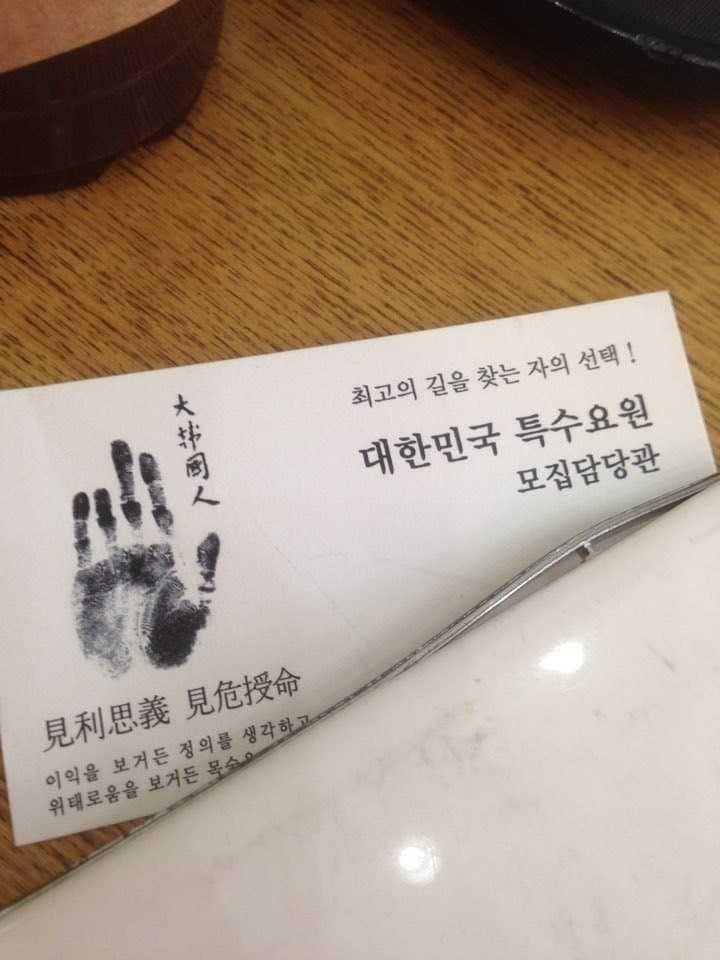 최고의 길을 찾는 자의 선택 !
대한민국 특수요원
모집담당관
大韓國人
見利思義 見危授命
이익을 보거든 정의를 생각하고
위태로움을 보거든